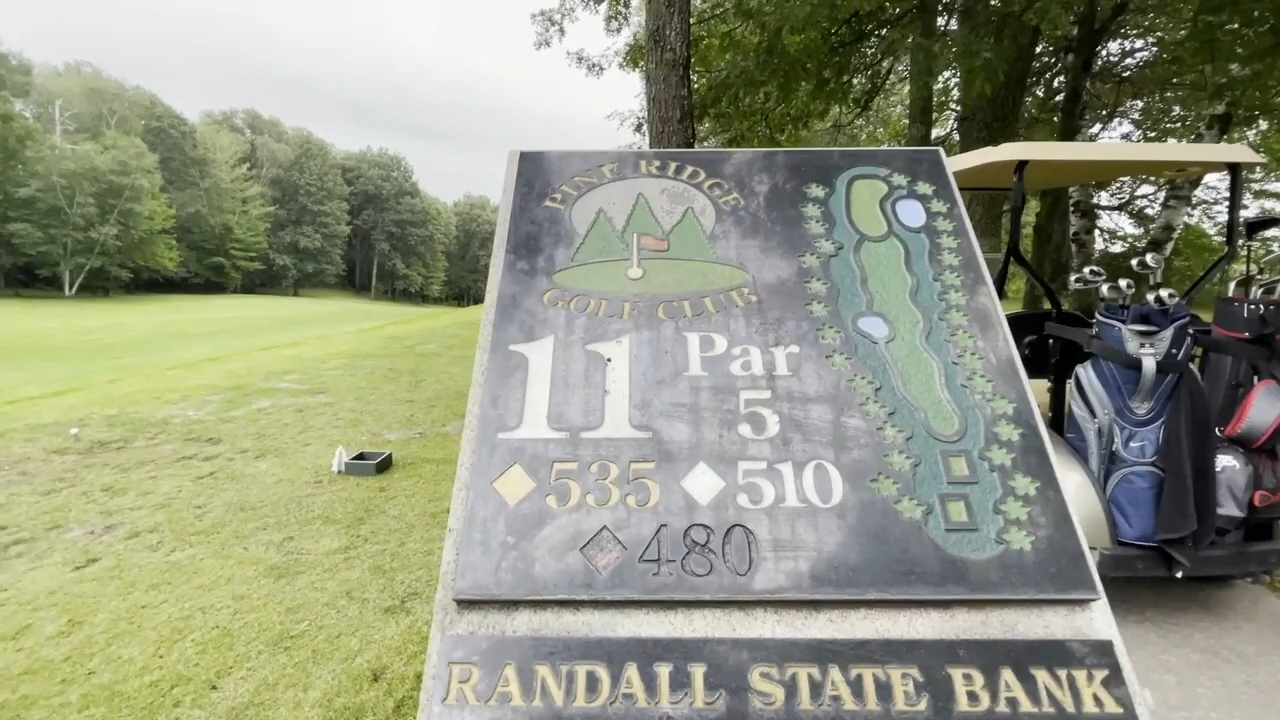 PINE RIDGE
GOLF CLUB
11 Par 5
535 510
480
RANDALL STATE BANK